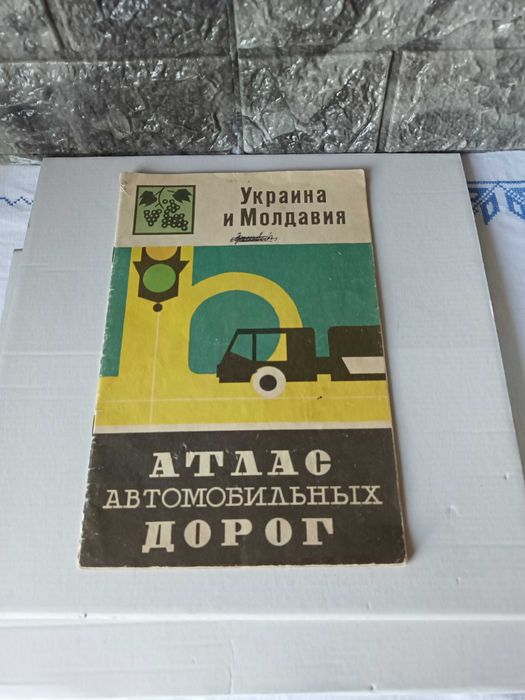 Украина
и Молдавия
АТЛАС
АВТОМОБИЛЬНЫХ
ДОРОГ